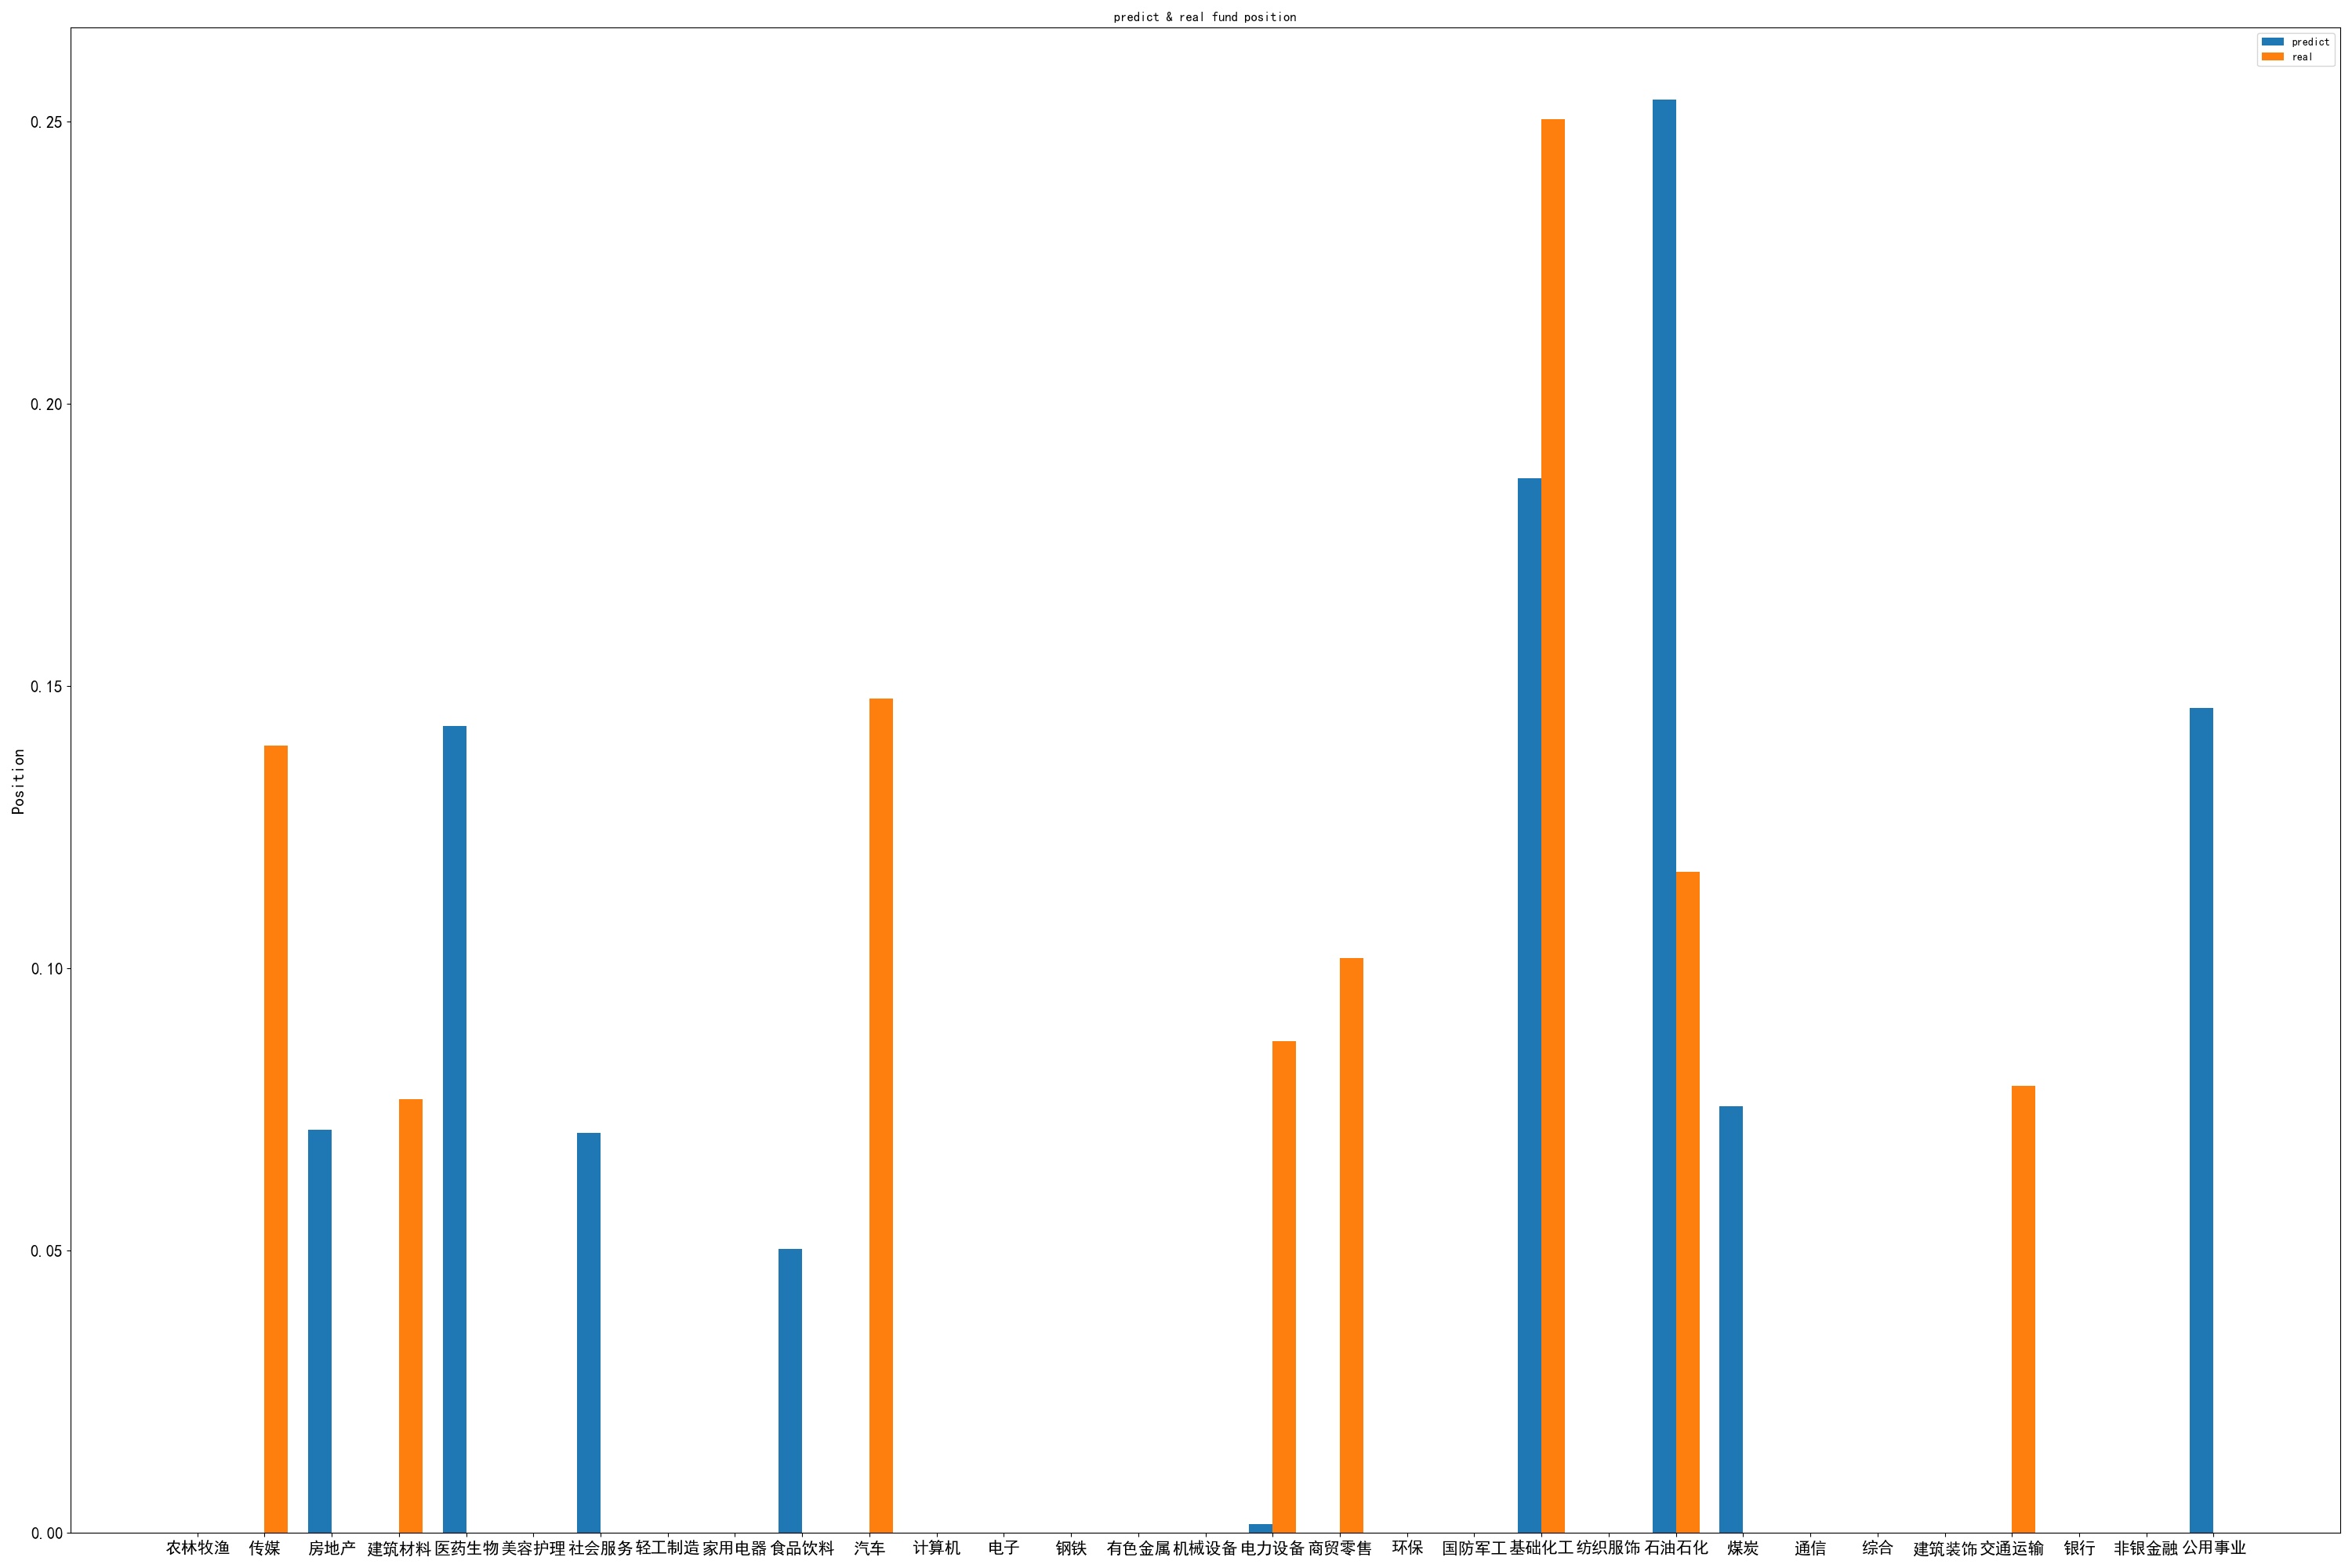 predict & real fund position
predict
real
0.25
0.20
0.15
0.10
0.05
0.00
Position
农林牧渔 传媒 房地产 建筑材料 医药生物 美容护理 社会服务 轻工制造 家用电器 食品饮料 汽车 计算机 电子 钢铁 有色金属 机械设备 电力设备 商贸零售 环保 国防军工 基础化工 纺织服饰 石油石化 煤炭 通信 综合 建筑装饰 交通运输 银行 非银金融 公用事业